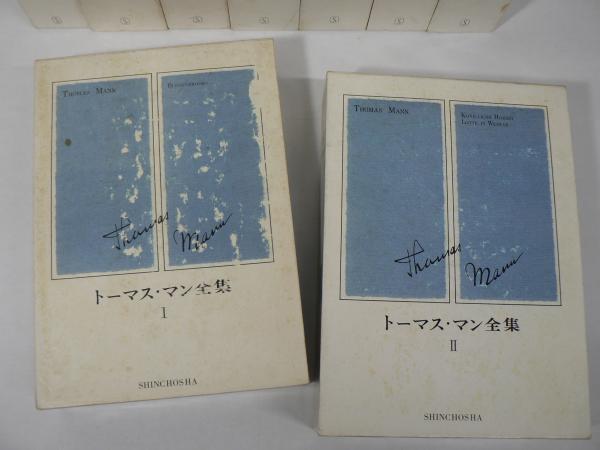 Ⓢ Ⓢ Ⓢ Ⓢ Ⓢ Ⓢ
THOMAS MANN
BUDDENBROOKS
Thomas Mann
トーマス・マン全集
I
SHINCHOSHA
THOMAS MANN
KÖNIGLICHE HOHEIT
LOTTE IN WEIMAR
Thomas Mann
トーマス・マン全集
II
SHINCHOSHA